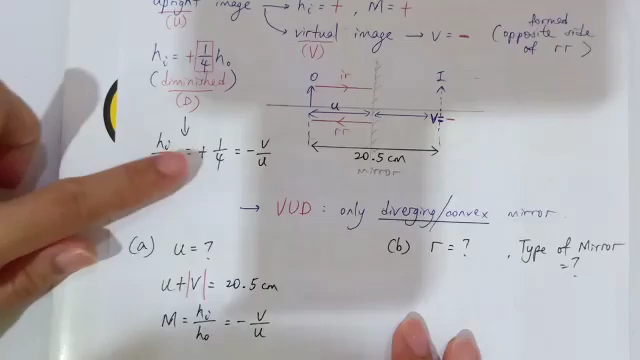 upright image → hi = +, M = +
(U)
virtual image → v = - (formed opposite side of rr)
(V)
hi = + 1/4 ho
(diminished)
(D)
O ir I
u
rr
v = -
20.5 cm
mirror
hi = + 1/4 = - v/u
→ VUD : only diverging/convex mirror.
(a) u = ? (b) r = ? , Type of Mirror = ?
u + |v| = 20.5 cm
M = hi/ho = - v/u